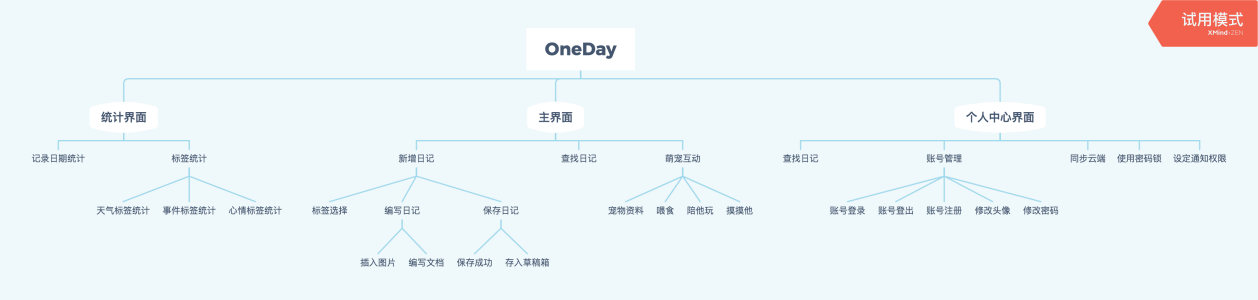 试用模式
XMind:ZEN
OneDay
统计界面
主界面
个人中心界面
记录日期统计
标签统计
新增日记
查找日记
萌宠互动
查找日记
账号管理
同步云端
使用密码锁
设定通知权限
天气标签统计
事件标签统计
心情标签统计
标签选择
编写日记
保存日记
宠物资料
喂食
陪他玩
摸摸他
账号登录
账号登出
账号注册
修改头像
修改密码
插入图片
编写文档
保存成功
存入草稿箱